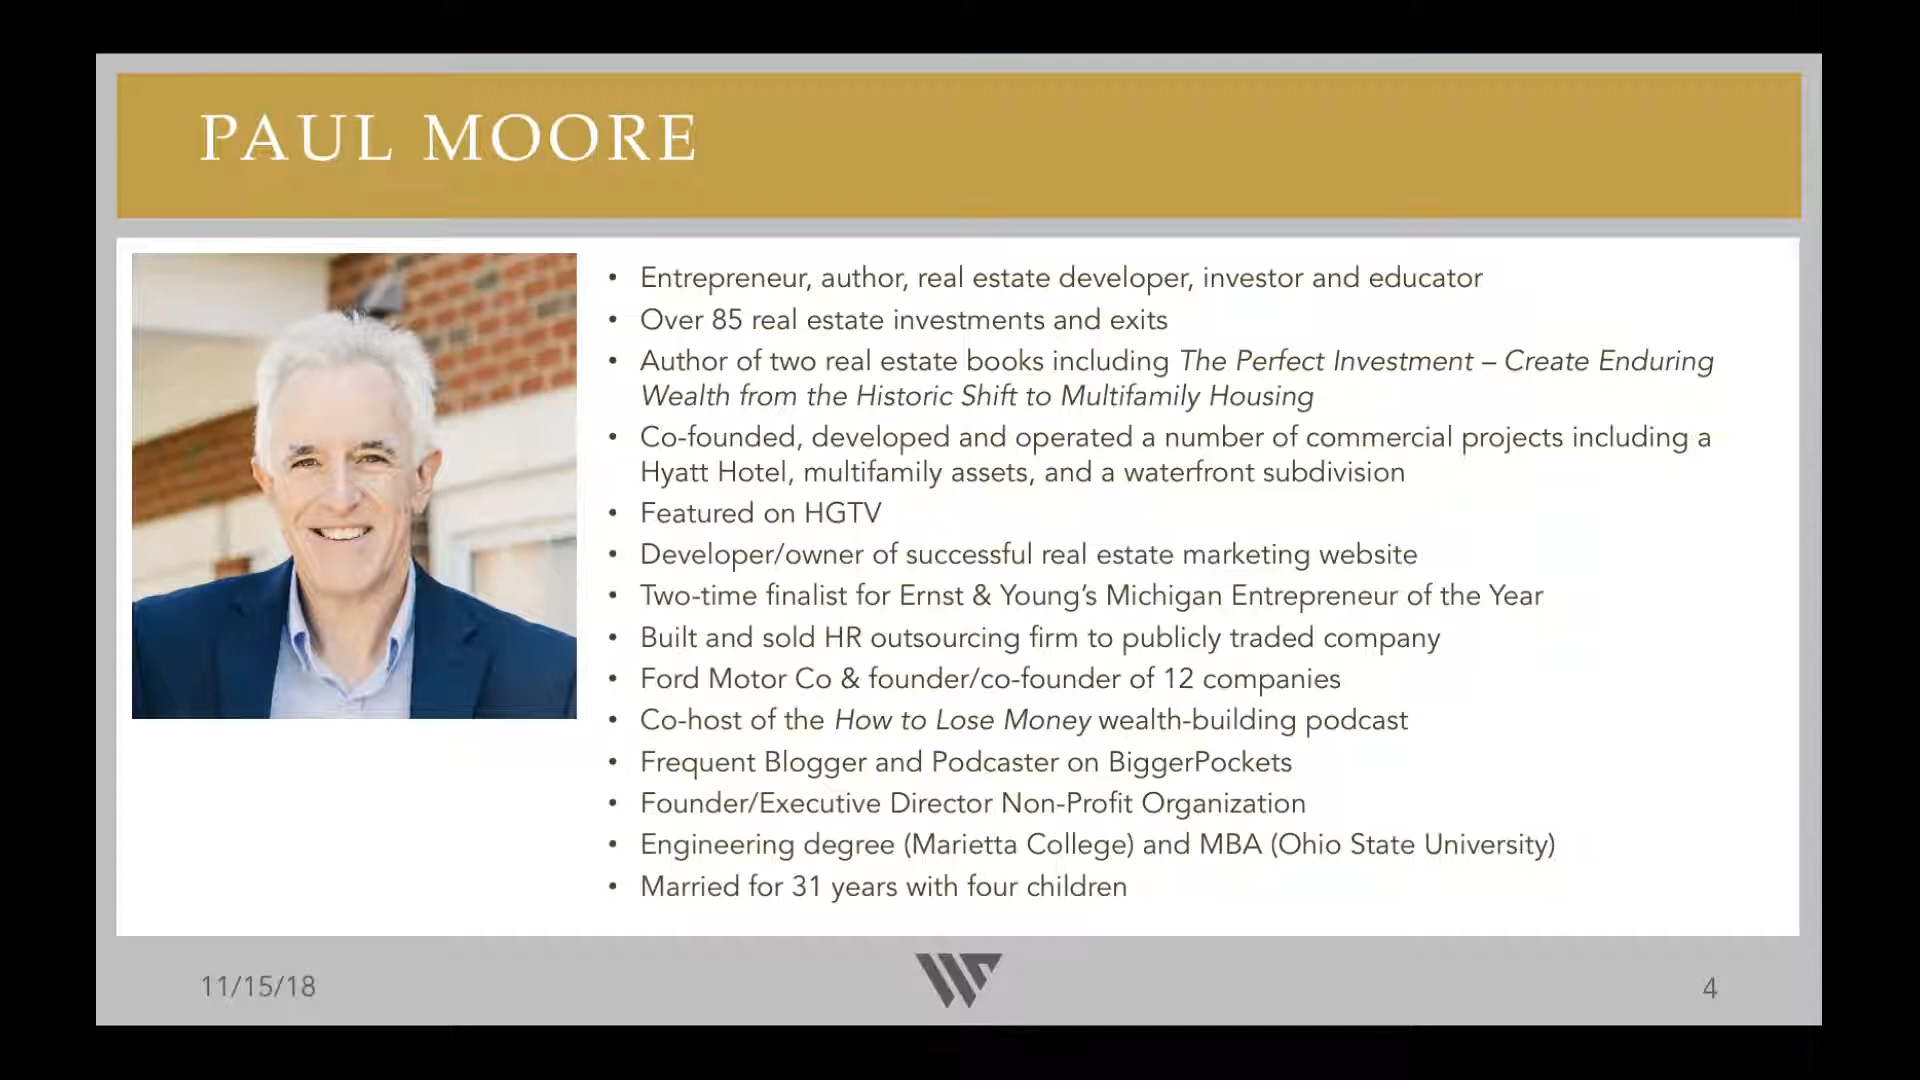 PAUL MOORE
• Entrepreneur, author, real estate developer, investor and educator
• Over 85 real estate investments and exits
• Author of two real estate books including The Perfect Investment – Create Enduring
Wealth from the Historic Shift to Multifamily Housing
• Co-founded, developed and operated a number of commercial projects including a
Hyatt Hotel, multifamily assets, and a waterfront subdivision
• Featured on HGTV
• Developer/owner of successful real estate marketing website
• Two-time finalist for Ernst & Young’s Michigan Entrepreneur of the Year
• Built and sold HR outsourcing firm to publicly traded company
• Ford Motor Co & founder/co-founder of 12 companies
• Co-host of the How to Lose Money wealth-building podcast
• Frequent Blogger and Podcaster on BiggerPockets
• Founder/Executive Director Non-Profit Organization
• Engineering degree (Marietta College) and MBA (Ohio State University)
• Married for 31 years with four children
11/15/18
4